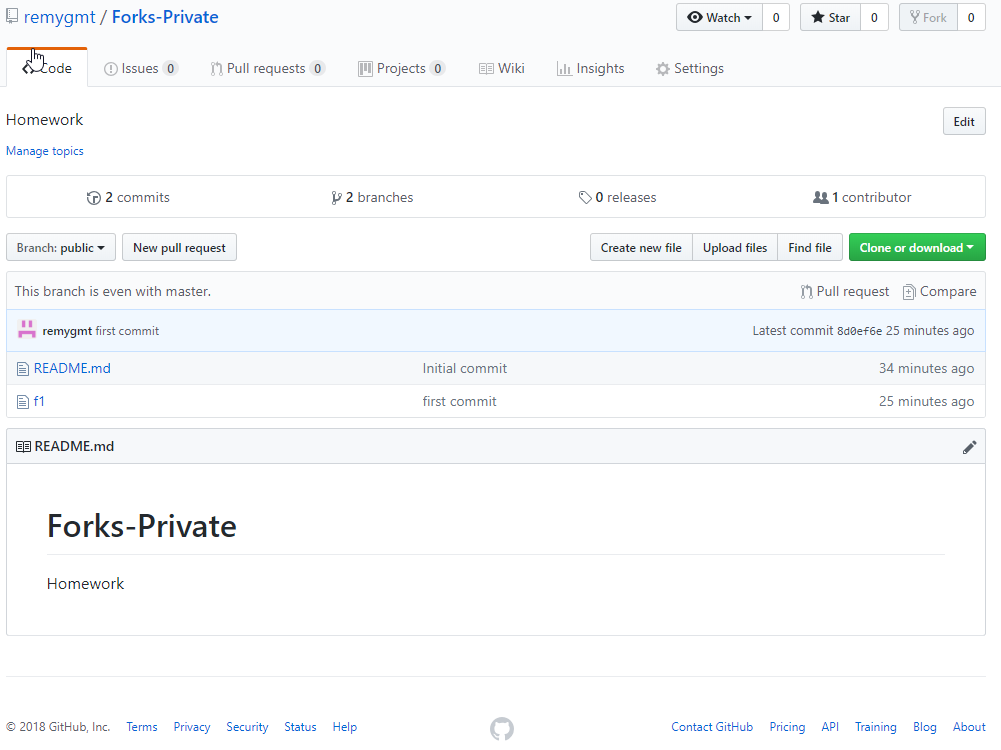 remygmt / Forks-Private
Watch 0 Star 0 Fork 0
Code Issues 0 Pull requests 0 Projects 0 Wiki Insights Settings
Homework
Edit
Manage topics
2 commits 2 branches 0 releases 1 contributor
Branch: public New pull request Create new file Upload files Find file Clone or download
This branch is even with master. Pull request Compare
remygmt first commit Latest commit 8d0ef6e 25 minutes ago
README.md Initial commit 34 minutes ago
f1 first commit 25 minutes ago
README.md
Forks-Private
Homework
© 2018 GitHub, Inc. Terms Privacy Security Status Help Contact GitHub Pricing API Training Blog About